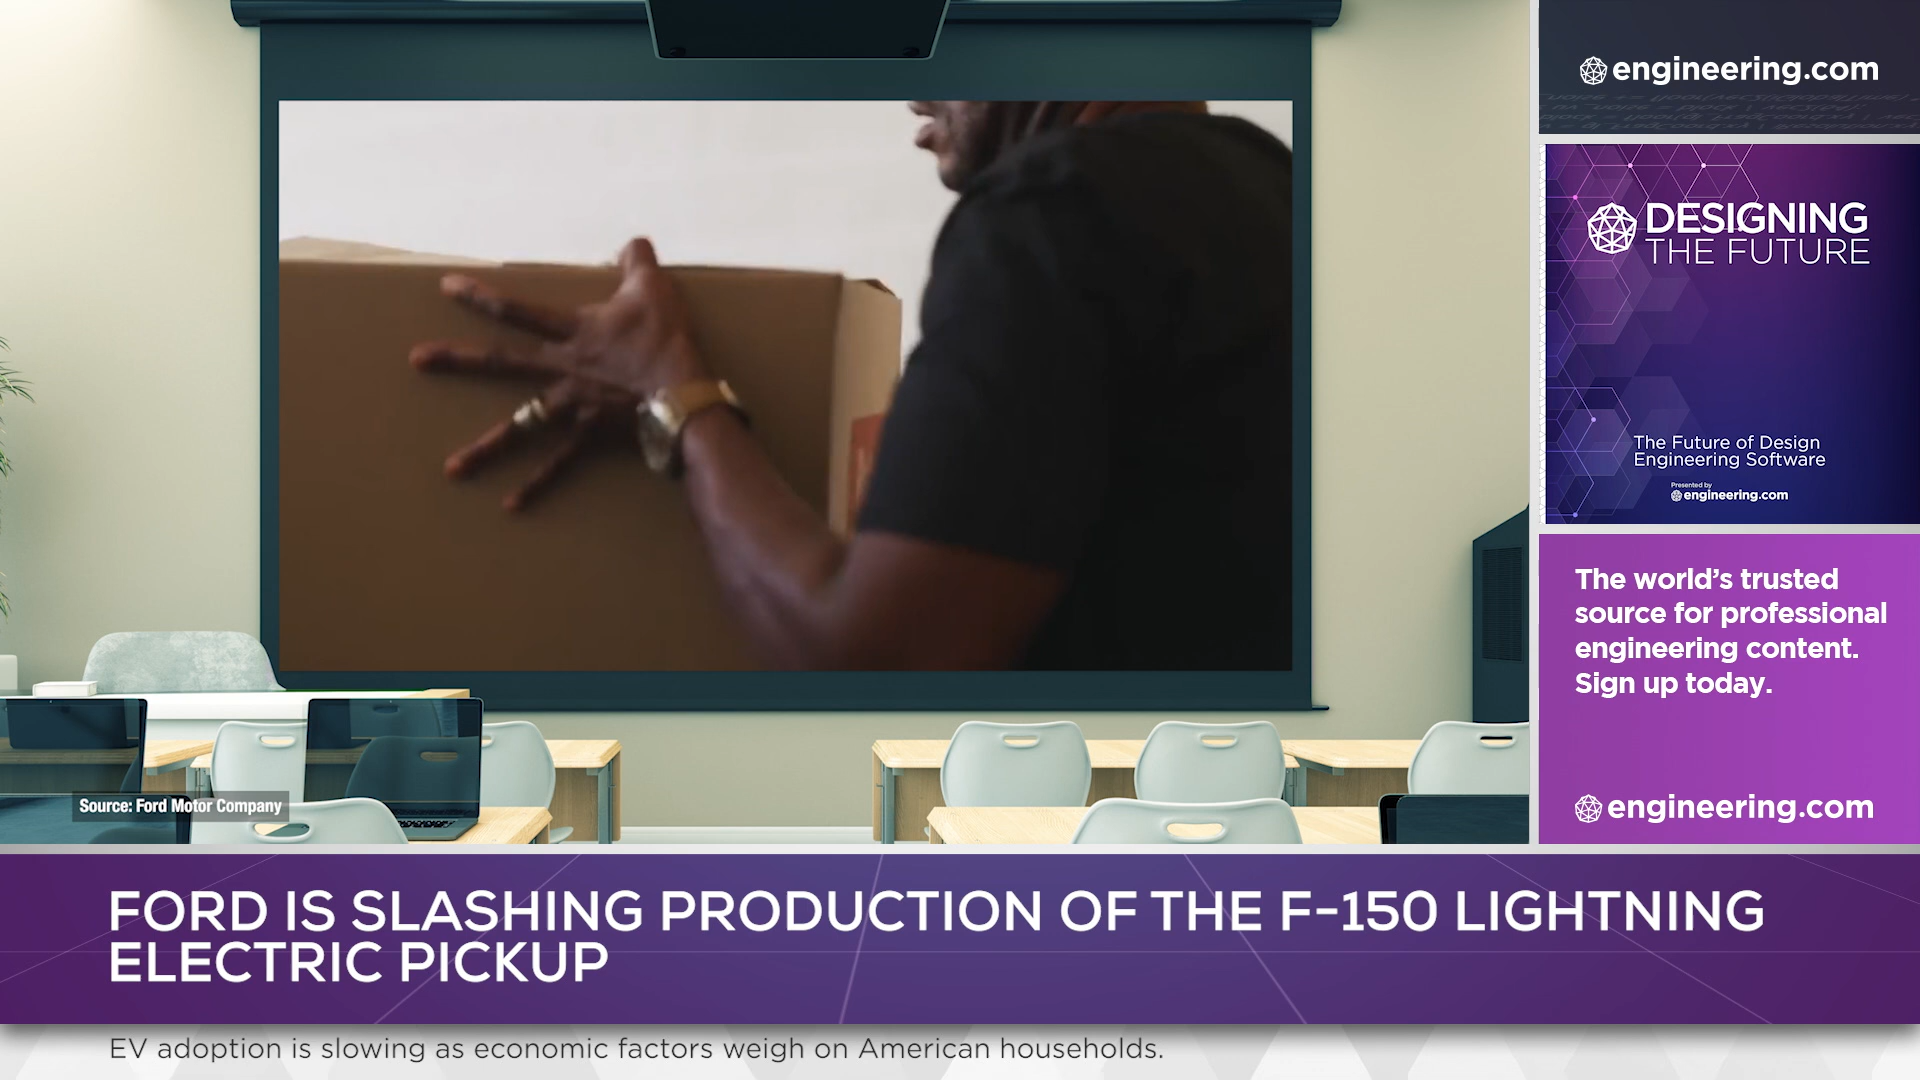 engineering.com
DESIGNING
THE FUTURE
The Future of Design
Engineering Software
Presented by
engineering.com
The world's trusted
source for professional
engineering content.
Sign up today.
engineering.com
Source: Ford Motor Company
FORD IS SLASHING PRODUCTION OF THE F-150 LIGHTNING
ELECTRIC PICKUP
EV adoption is slowing as economic factors weigh on American households.